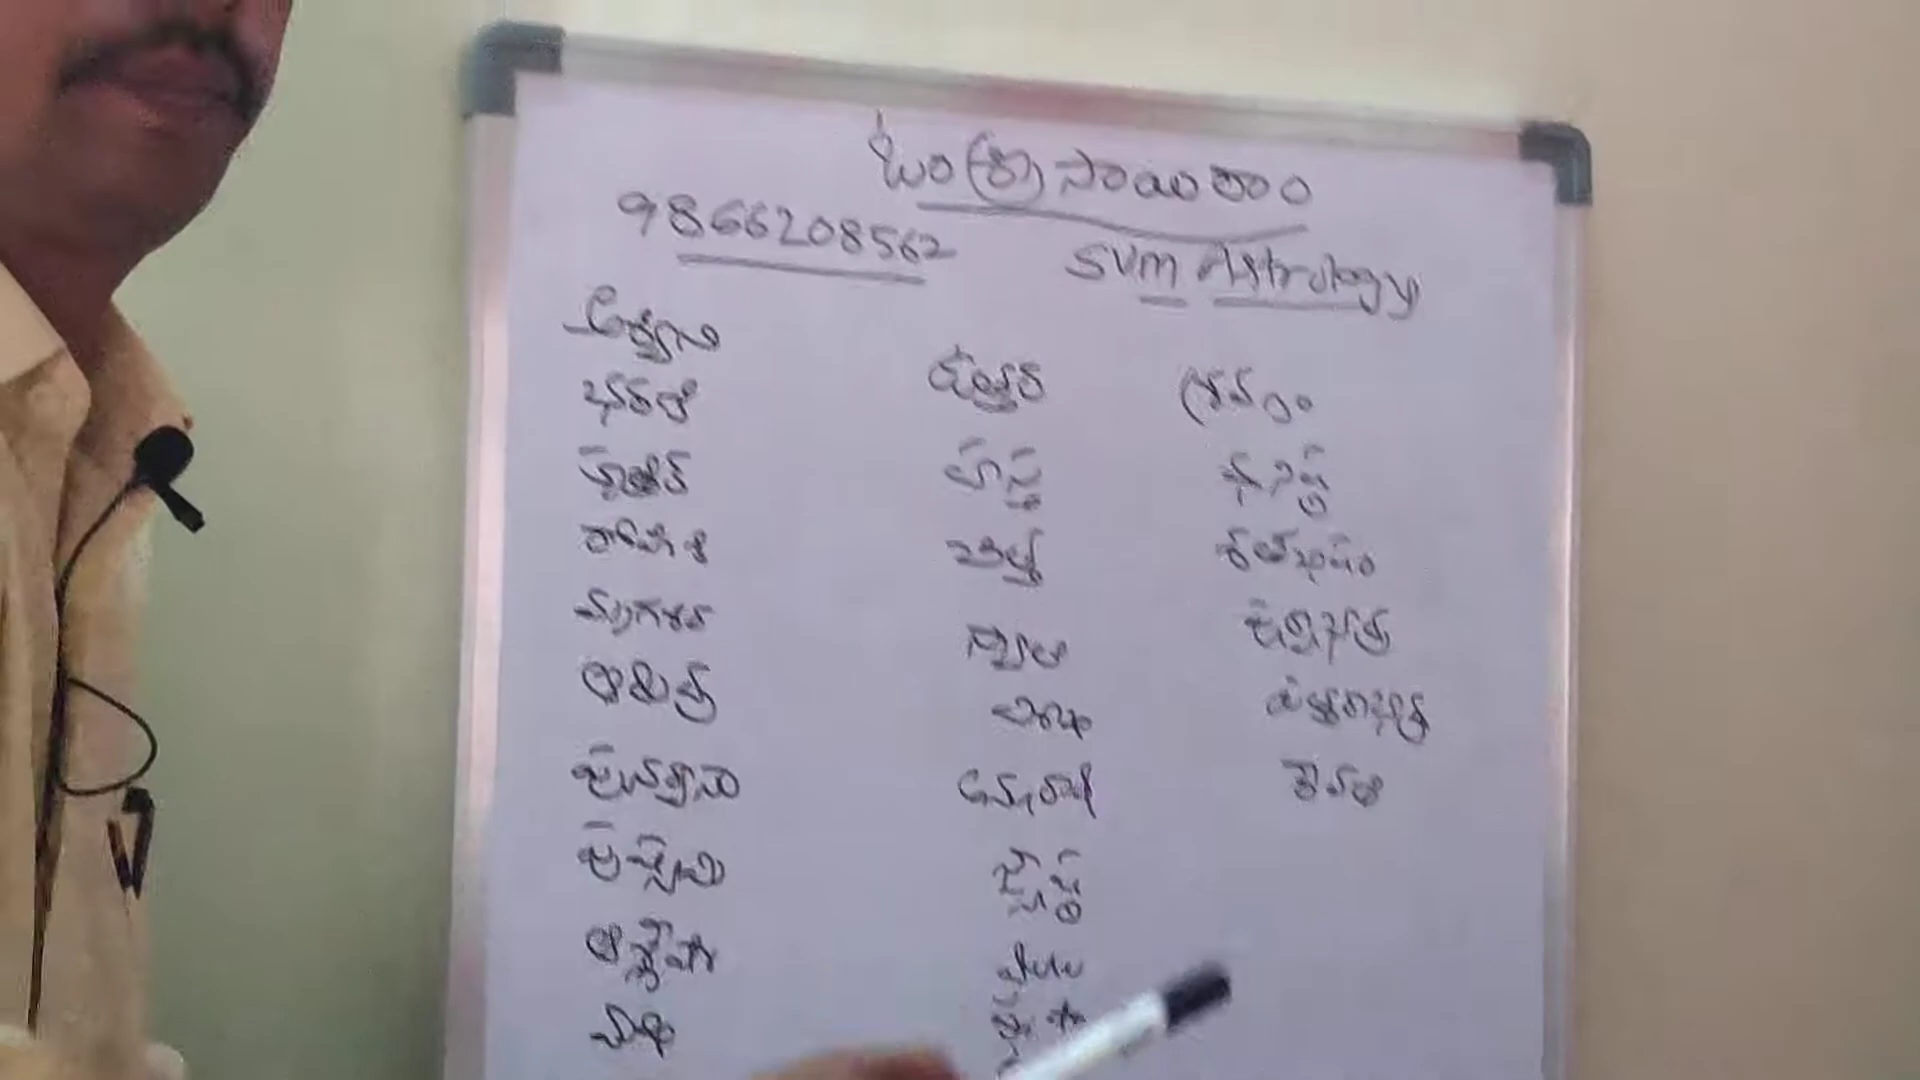 ఓం శ్రీ సాయిరాం
9866208562
SVM Astrology
అశ్వని
భరణి
కృత్తిక
రోహిణి
మృగశిర
ఆరుద్ర
పునర్వసు
పుష్యమి
ఆశ్లేష
మఖ
ఉత్తర
హస్త
చిత్త
స్వాతి
విశాఖ
అనురాధ
జ్యేష్ఠ
మూల
శ్రవణం
ధనిష్ఠ
శతభిషం
పూర్వాభాద్ర
ఉత్తరాభాద్ర
రేవతి